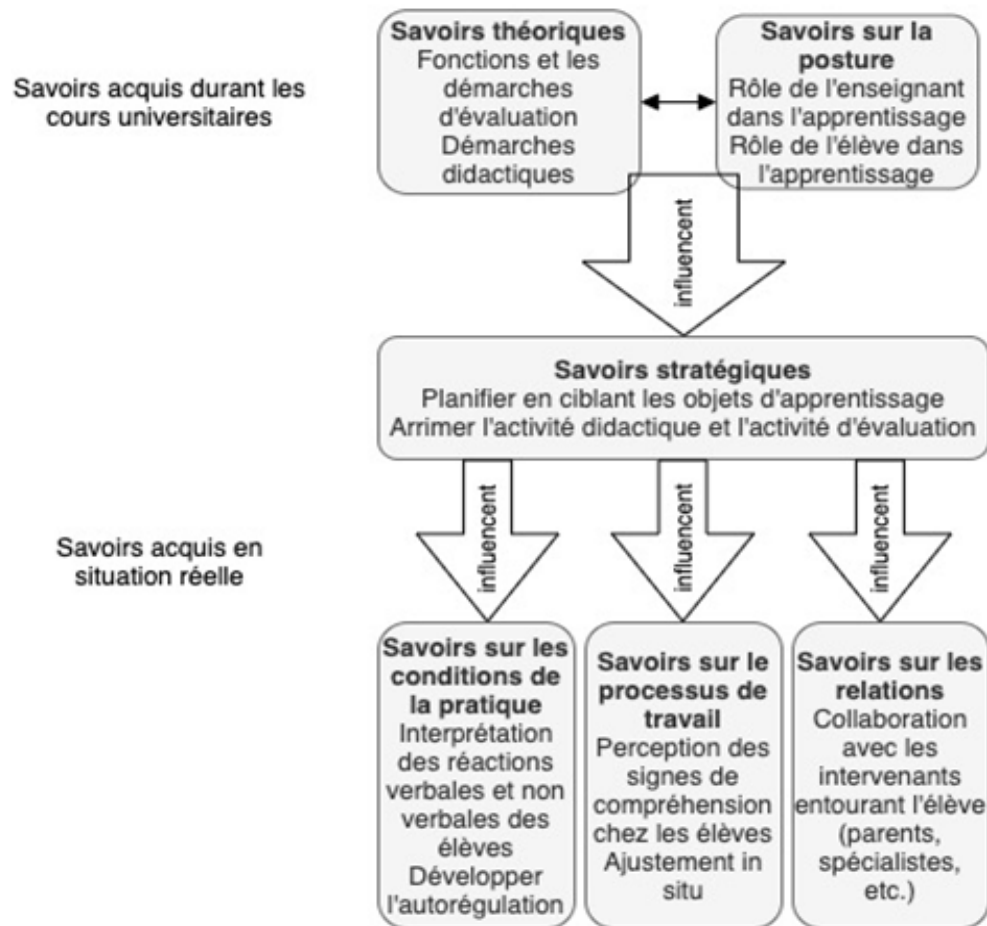 Savoirs acquis durant les
cours universitaires
Savoirs théoriques
Fonctions et les
démarches
d'évaluation
Démarches
didactiques
Savoirs sur la
posture
Rôle de l'enseignant
dans l'apprentissage
Rôle de l'élève dans
l'apprentissage
influencent
Savoirs stratégiques
Planifier en ciblant les objets d'apprentissage
Arrimer l'activité didactique et l'activité d'évaluation
Savoirs acquis en
situation réelle
influencent
influencent
influencent
Savoirs sur les
conditions de
la pratique
Interprétation
des réactions
verbales et non
verbales des
élèves
Développer
l'autorégulation
Savoirs sur le
processus de
travail
Perception des
signes de
compréhension
chez les élèves
Ajustement in
situ
Savoirs sur les
relations
Collaboration
avec les
intervenants
entourant l'élève
(parents,
spécialistes,
etc.)